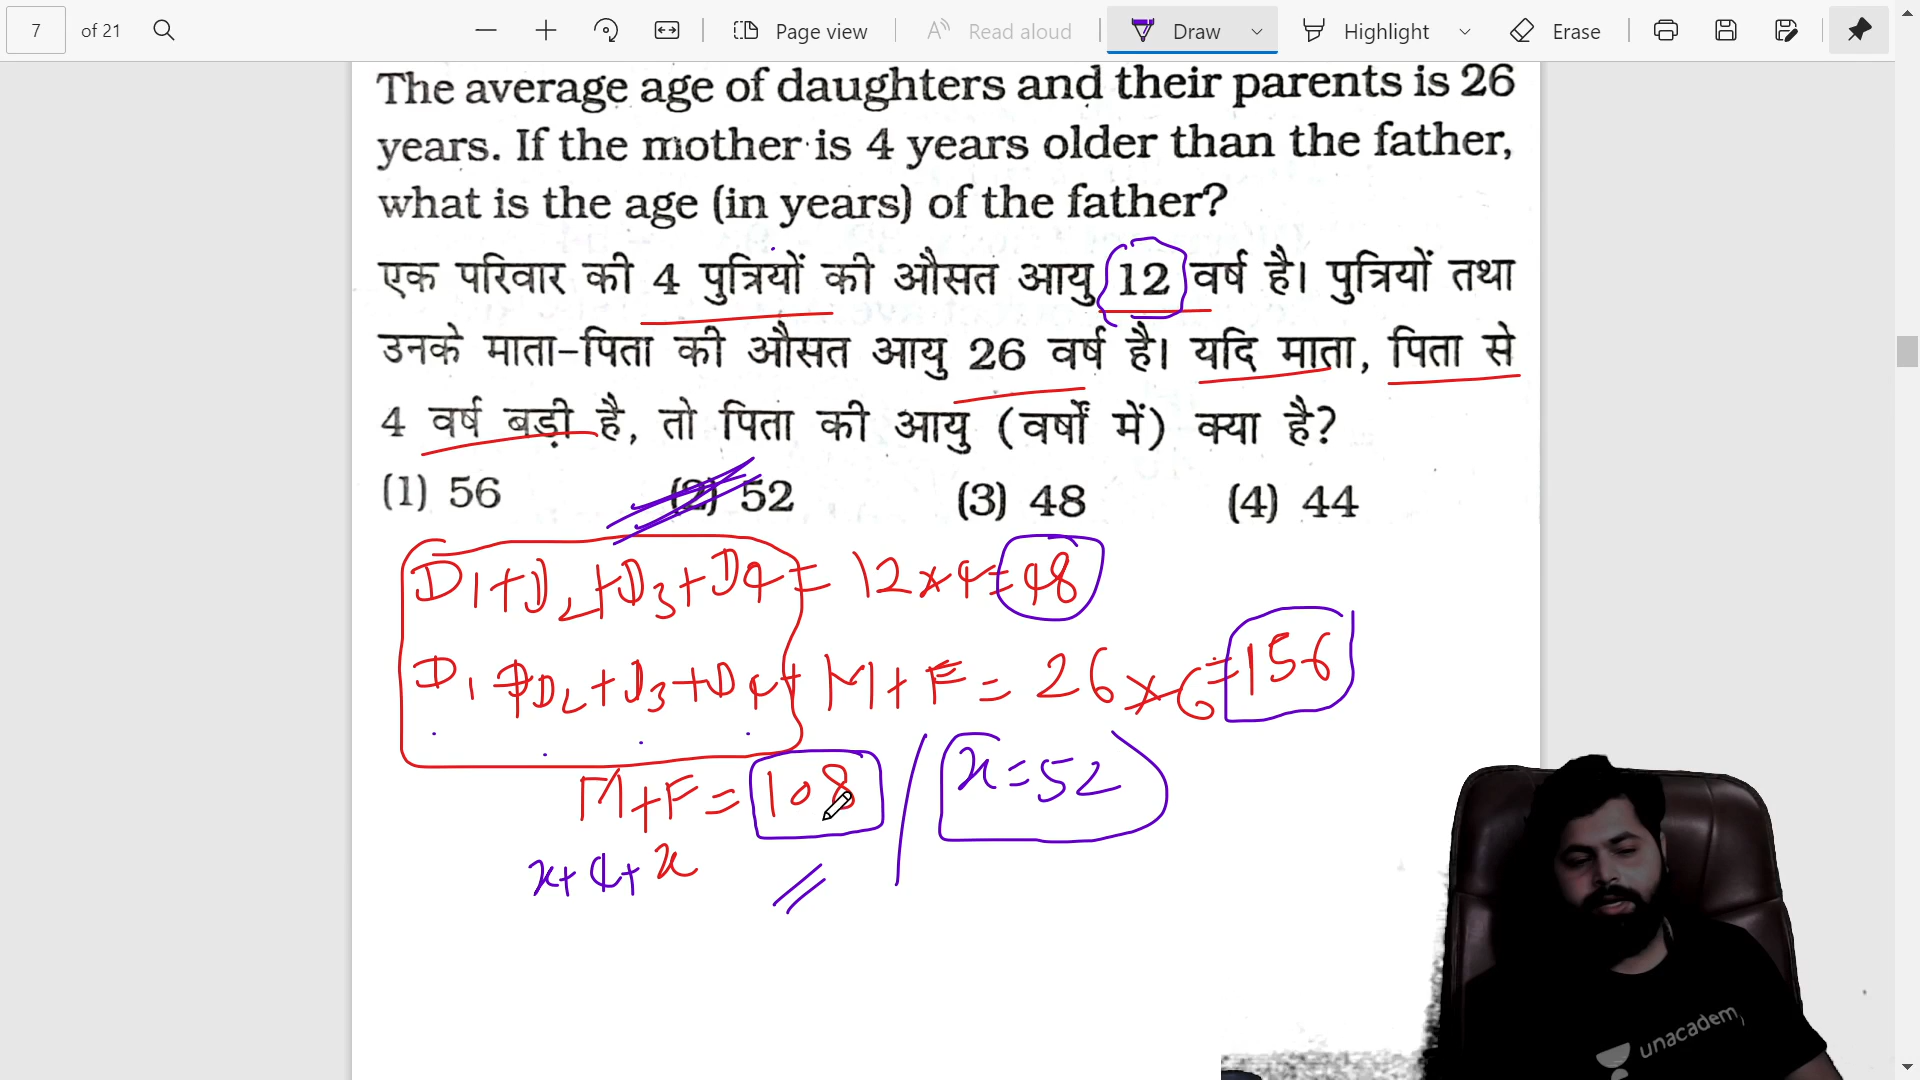 7 of 21 Page view Read aloud Draw Highlight Erase
The average age of daughters and their parents is 26
years. If the mother is 4 years older than the father,
what is the age (in years) of the father?
एक परिवार की 4 पुत्रियों की औसत आयु 12 वर्ष है। पुत्रियों तथा
उनके माता-पिता की औसत आयु 26 वर्ष है। यदि माता, पिता से
4 वर्ष बड़ी है, तो पिता की आयु (वर्षों में) क्या है?
(1) 56 (2) 52 (3) 48 (4) 44
D1+D2+D3+D4 = 12×4=48
D1+D2+D3+D4+ M+F = 26×6=156
M+F = 108 x=52
x+4+x
unacademy